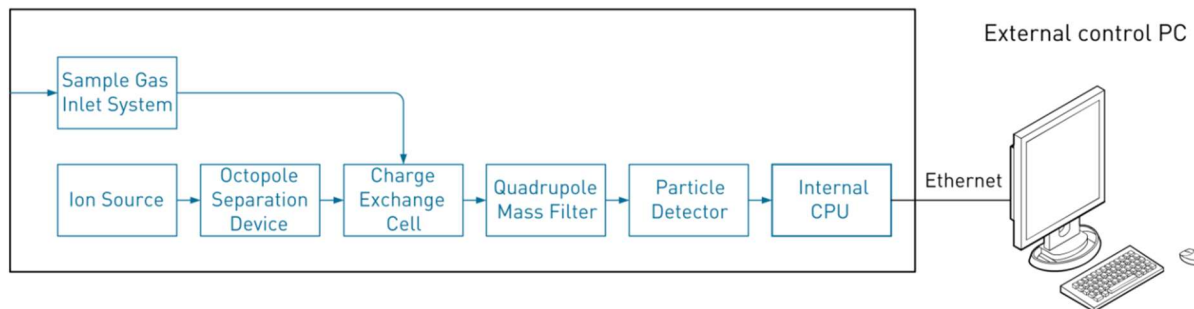 External control PC
Sample Gas
Inlet System
Ion Source
Octopole
Separation
Device
Charge
Exchange
Cell
Quadrupole
Mass Filter
Particle
Detector
Internal
CPU
Ethernet